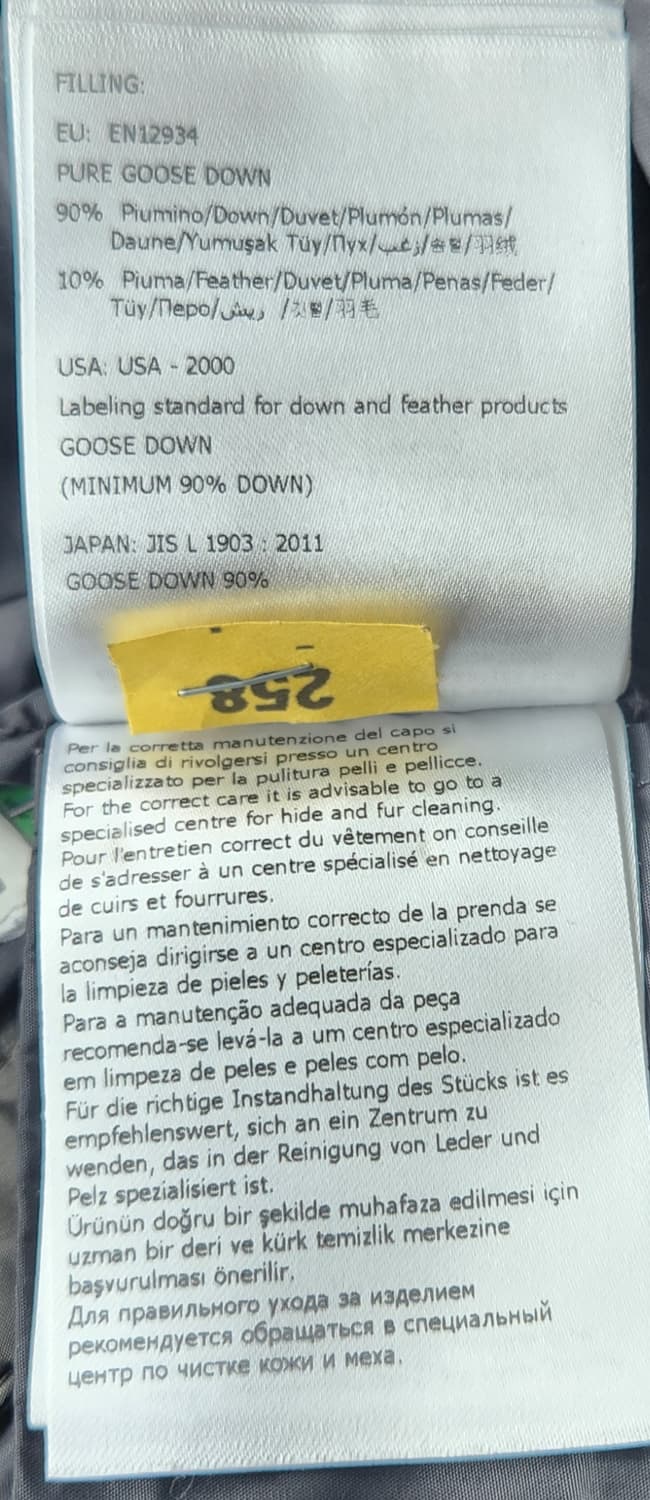 FILLING:
EU: EN12934
PURE GOOSE DOWN
90% Piumino/Down/Duvet/Plumón/Plumas/
Daune/Yumuşak Tüy/Пух/زغب/솜털/羽绒
10% Piuma/Feather/Duvet/Pluma/Penas/Feder/
Tüy/Перо/ريش /깃털/羽毛
USA: USA - 2000
Labeling standard for down and feather products
GOOSE DOWN
(MINIMUM 90% DOWN)
JAPAN: JIS L 1903 : 2011
GOOSE DOWN 90%
258
Per la corretta manutenzione del capo si
consiglia di rivolgersi presso un centro
specializzato per la pulitura pelli e pellicce.
For the correct care it is advisable to go to a
specialised centre for hide and fur cleaning.
Pour l'entretien correct du vêtement on conseille
de s'adresser à un centre spécialisé en nettoyage
de cuirs et fourrures.
Para un mantenimiento correcto de la prenda se
aconseja dirigirse a un centro especializado para
la limpieza de pieles y peleterías.
Para a manutenção adequada da peça
recomenda-se levá-la a um centro especializado
em limpeza de peles e peles com pelo.
Für die richtige Instandhaltung des Stücks ist es
empfehlenswert, sich an ein Zentrum zu
wenden, das in der Reinigung von Leder und
Pelz spezialisiert ist.
Ürünün doğru bir şekilde muhafaza edilmesi için
uzman bir deri ve kürk temizlik merkezine
başvurulması önerilir.
Для правильного ухода за изделием
рекомендуется обращаться в специальный
центр по чистке кожи и меха.